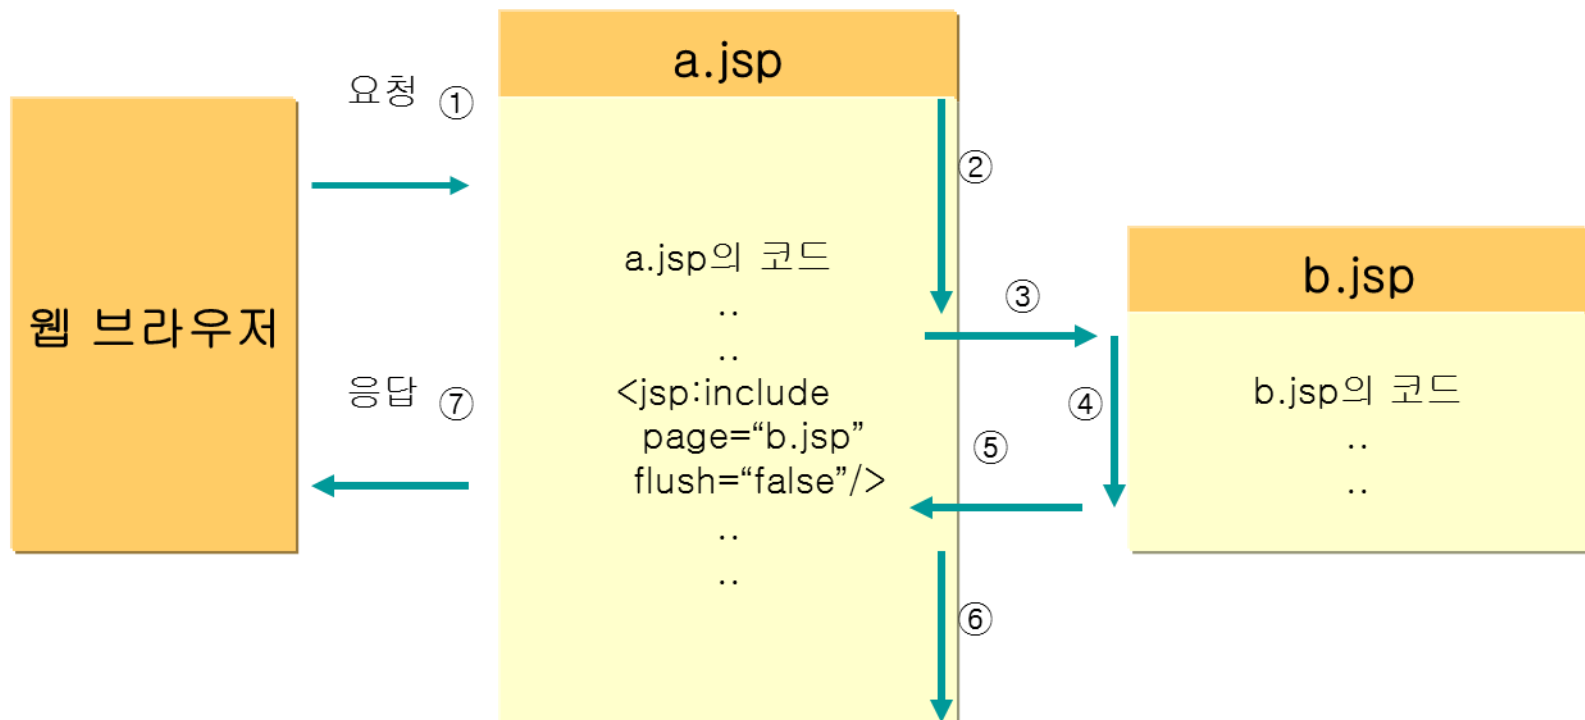 a.jsp
요청 ①
②
a.jsp의 코드
..
..
<jsp:include
page=“b.jsp”
flush=“false”/>
..
..
웹 브라우저
응답 ⑦
③
b.jsp
④
b.jsp의 코드
..
..
⑤
⑥